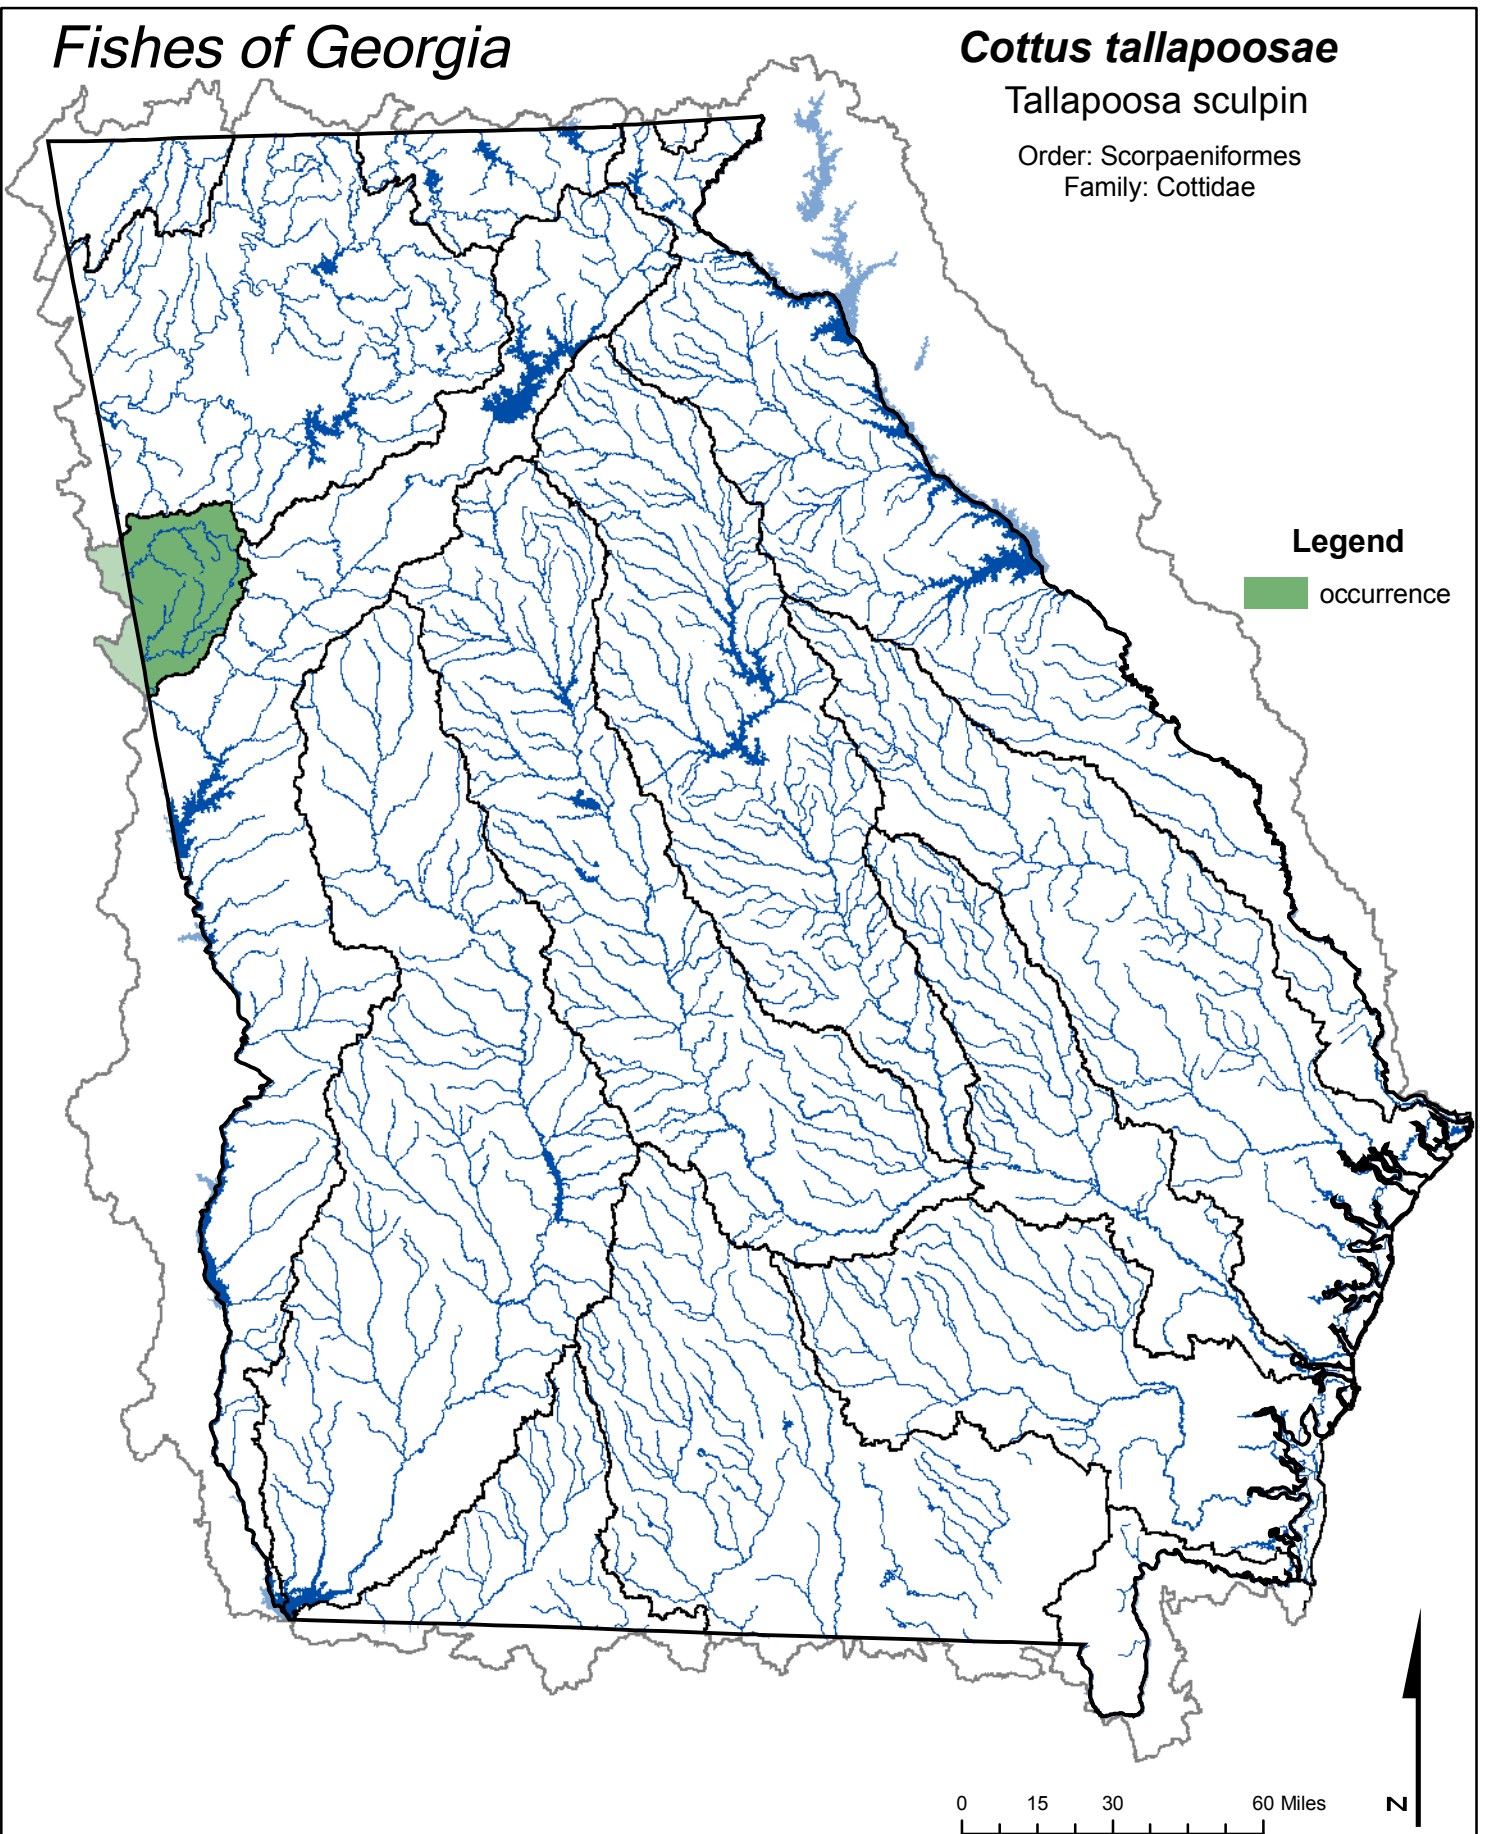 Fishes of Georgia
Cottus tallapoosae
Tallapoosa sculpin
Order: Scorpaeniformes
Family: Cottidae
Legend
occurrence
0 15 30 60 Miles
N